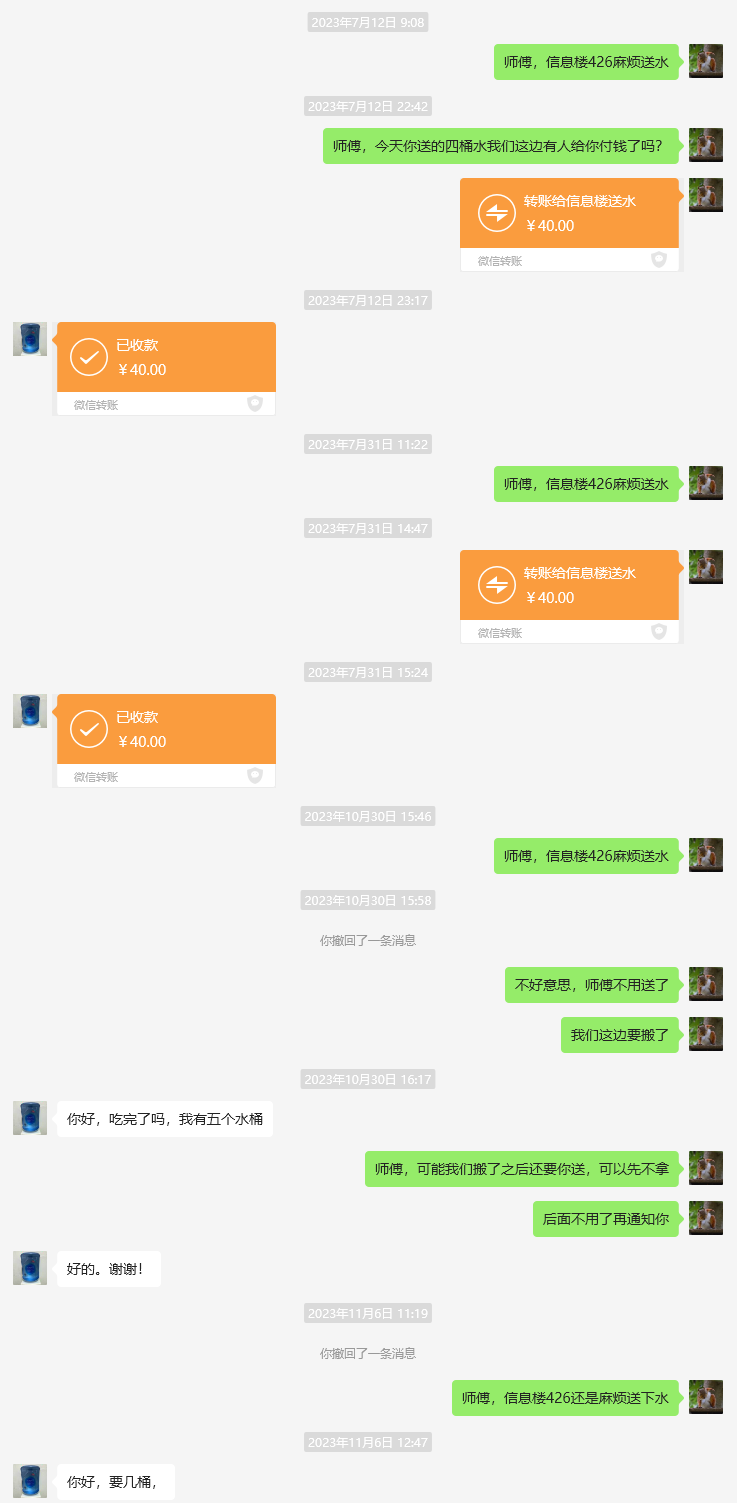 2023年7月12日 9:08
师傅，信息楼426麻烦送水
2023年7月12日 22:42
师傅，今天你送的四桶水我们这边有人给你付钱了吗？
转账给信息楼送水
￥40.00
微信转账
2023年7月12日 23:17
已收款
￥40.00
微信转账
2023年7月31日 11:22
师傅，信息楼426麻烦送水
2023年7月31日 14:47
转账给信息楼送水
￥40.00
微信转账
2023年7月31日 15:24
已收款
￥40.00
微信转账
2023年10月30日 15:46
师傅，信息楼426麻烦送水
2023年10月30日 15:58
你撤回了一条消息
不好意思，师傅不用送了
我们这边要搬了
2023年10月30日 16:17
你好，吃完了吗，我有五个水桶
师傅，可能我们搬了之后还要你送，可以先不拿
后面不用了再通知你
好的。谢谢！
2023年11月6日 11:19
你撤回了一条消息
师傅，信息楼426还是麻烦送下水
2023年11月6日 12:47
你好，要几桶，